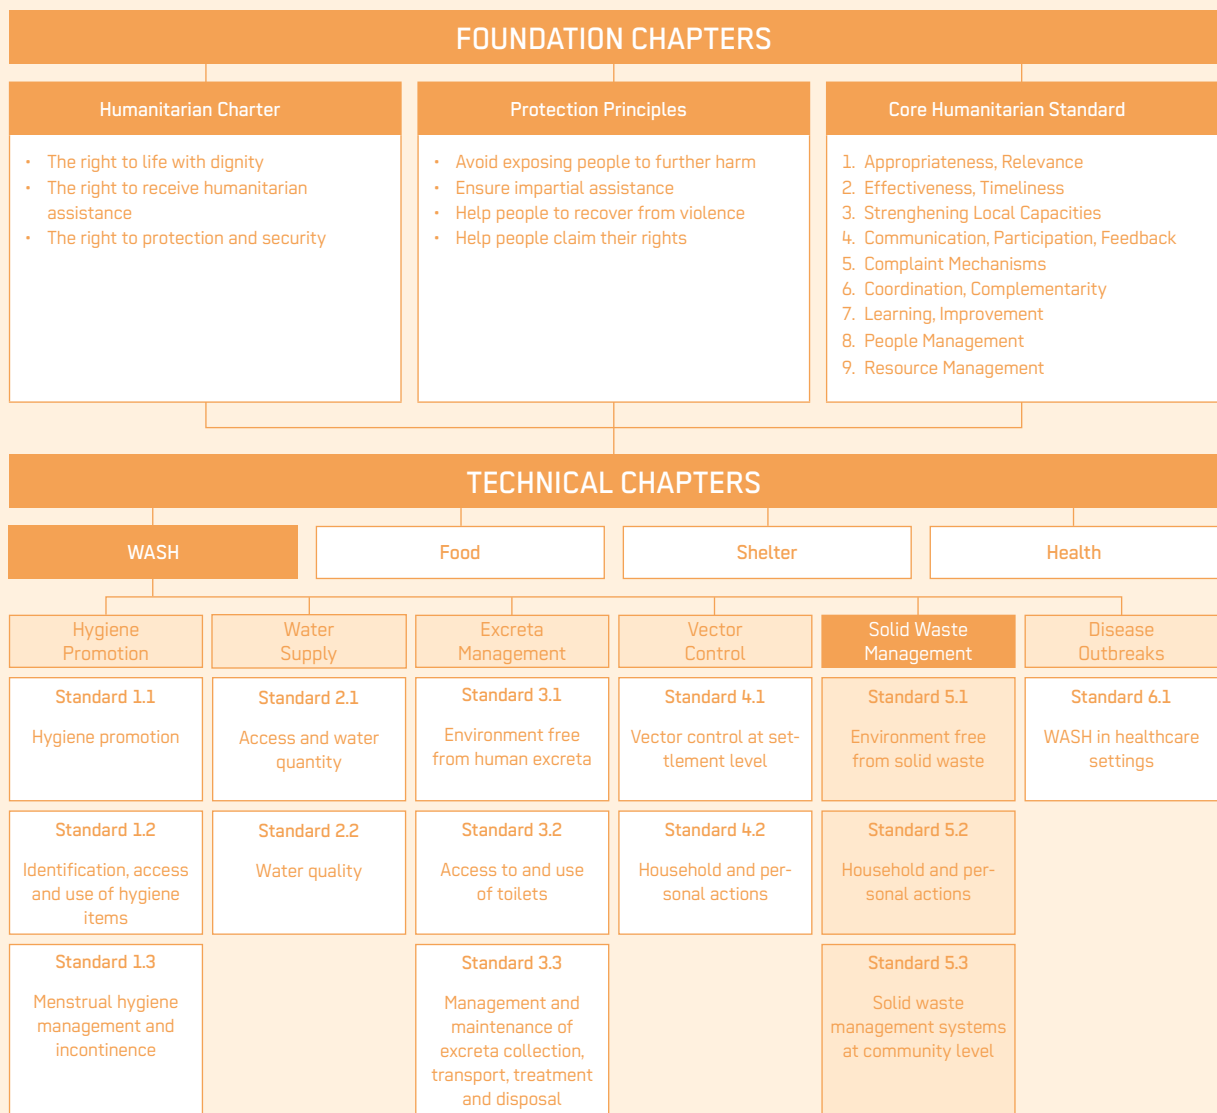 FOUNDATION CHAPTERS
Humanitarian Charter
• The right to life with dignity
• The right to receive humanitarian
assistance
• The right to protection and security
Protection Principles
• Avoid exposing people to further harm
• Ensure impartial assistance
• Help people to recover from violence
• Help people claim their rights
Core Humanitarian Standard
1. Appropriateness, Relevance
2. Effectiveness, Timeliness
3. Strenghening Local Capacities
4. Communication, Participation, Feedback
5. Complaint Mechanisms
6. Coordination, Complementarity
7. Learning, Improvement
8. People Management
9. Resource Management
TECHNICAL CHAPTERS
WASH
Food
Shelter
Health
Hygiene
Promotion
Standard 1.1
Hygiene promotion
Standard 1.2
Identification, access
and use of hygiene
items
Standard 1.3
Menstrual hygiene
management and
incontinence
Water
Supply
Standard 2.1
Access and water
quantity
Standard 2.2
Water quality
Excreta
Management
Standard 3.1
Environment free
from human excreta
Standard 3.2
Access to and use
of toilets
Standard 3.3
Management and
maintenance of
excreta collection,
transport, treatment
and disposal
Vector
Control
Standard 4.1
Vector control at set-
tlement level
Standard 4.2
Household and per-
sonal actions
Solid Waste
Management
Standard 5.1
Environment free
from solid waste
Standard 5.2
Household and per-
sonal actions
Standard 5.3
Solid waste
management systems
at community level
Disease
Outbreaks
Standard 6.1
WASH in healthcare
settings